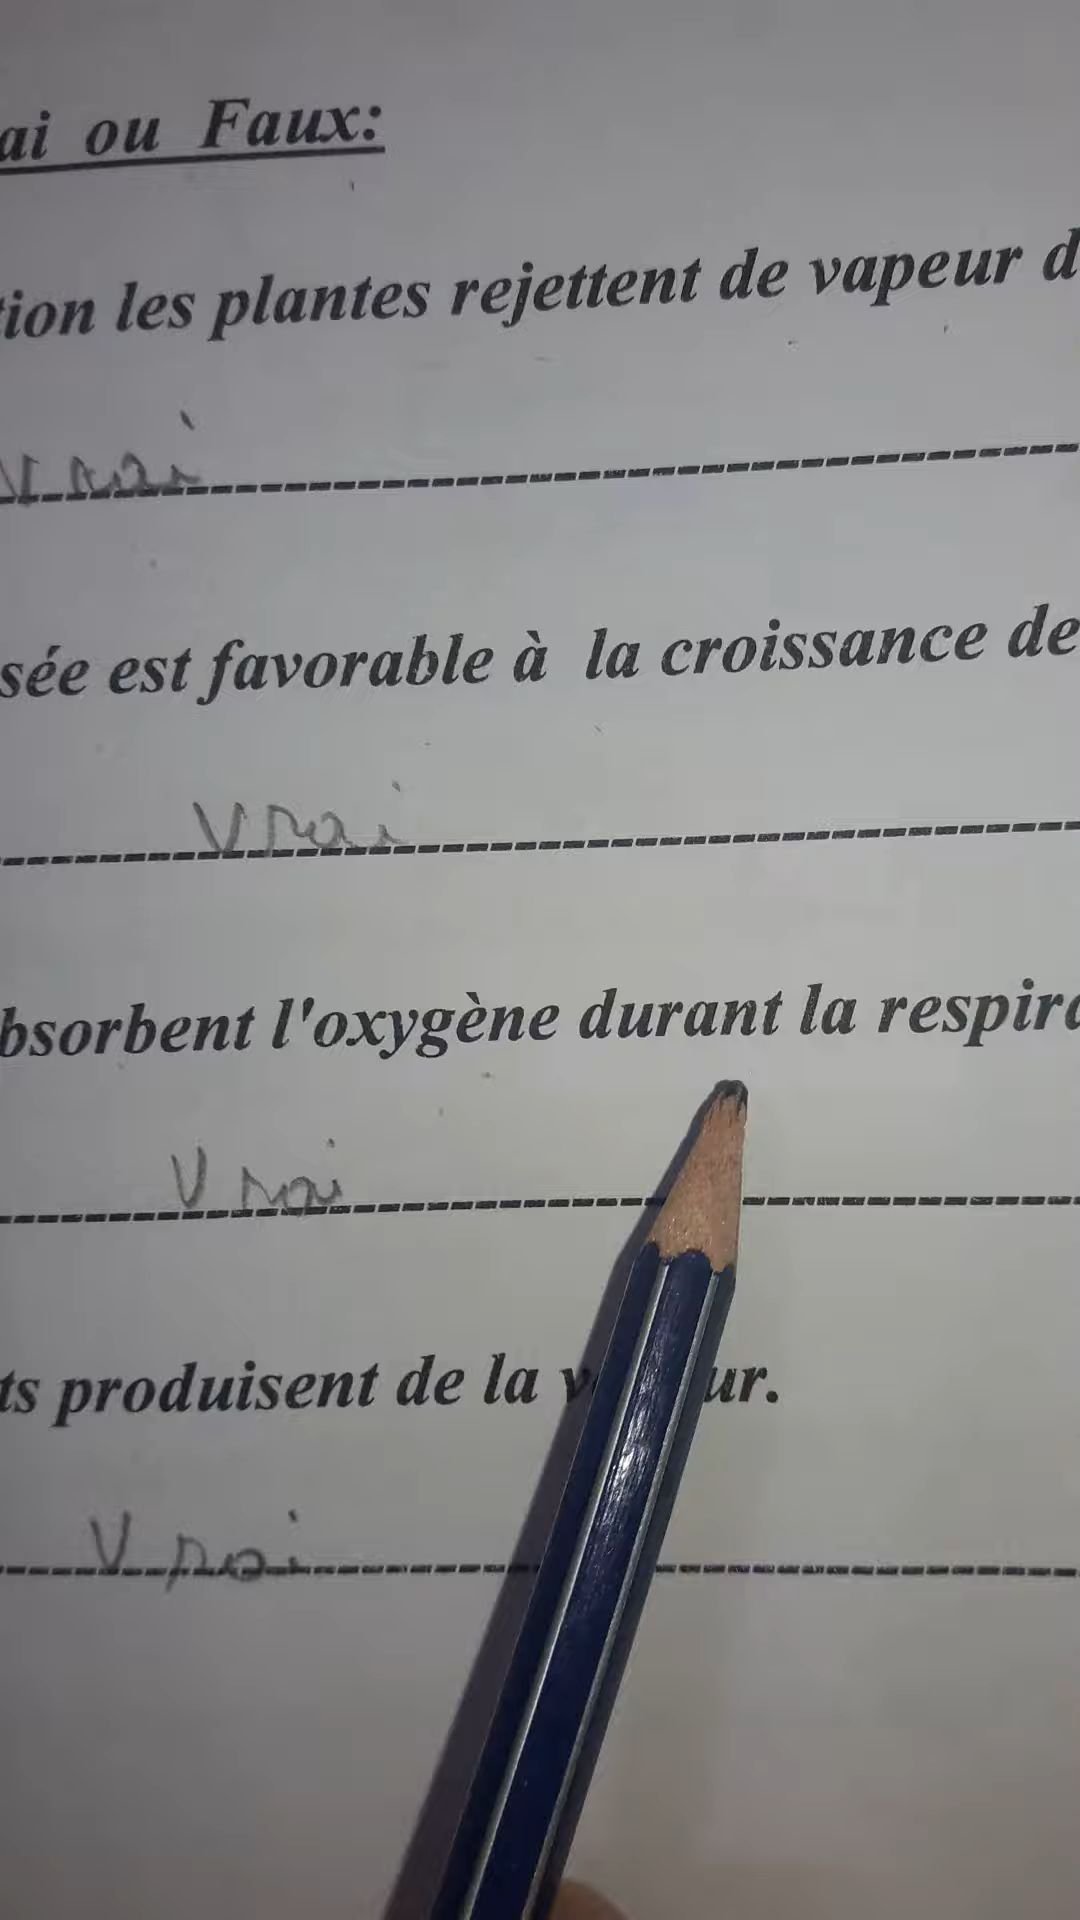 ai ou Faux:
tion les plantes rejettent de vapeur d
Vrai
sée est favorable à la croissance de
Vrai
bsorbent l'oxygène durant la respira
Vrai
ts produisent de la v ur.
Vrai